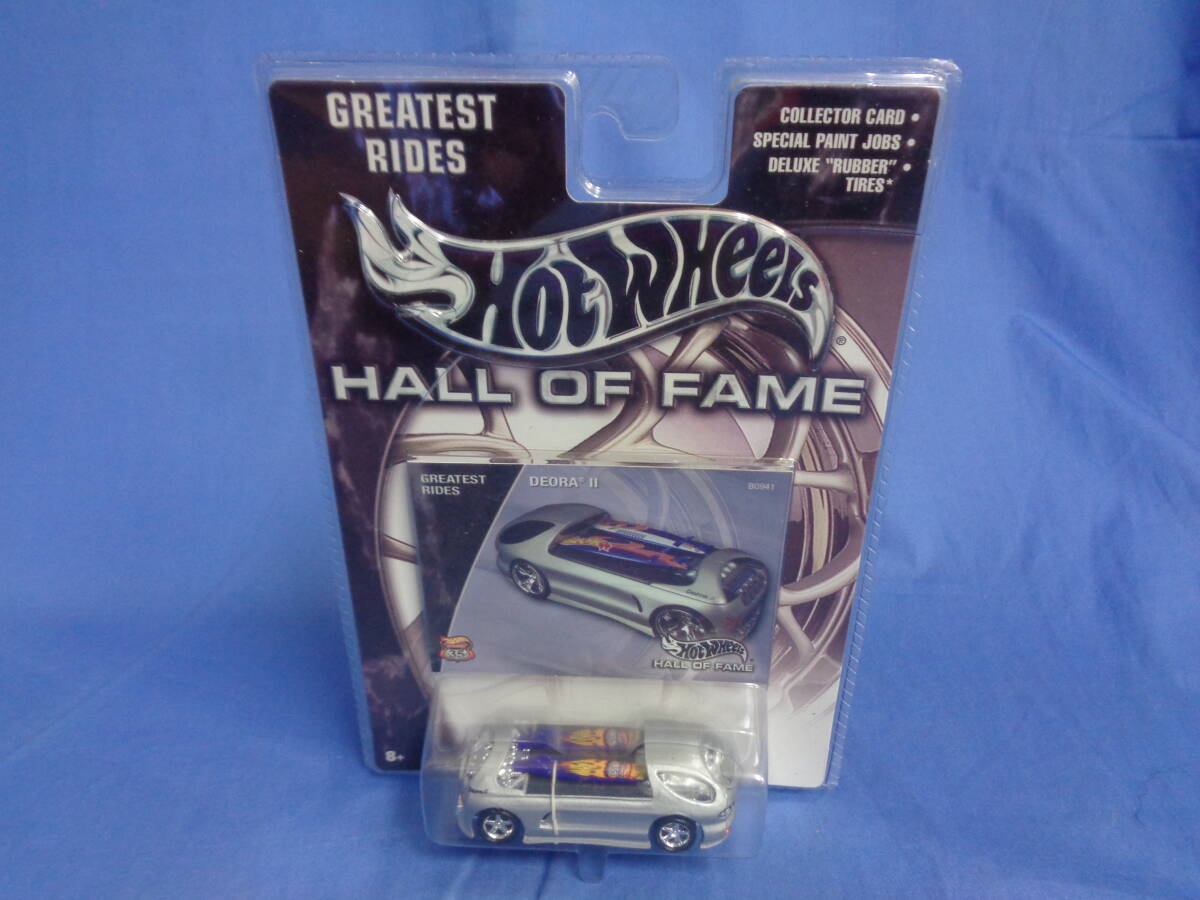 GREATEST
RIDES
COLLECTOR CARD •
SPECIAL PAINT JOBS •
DELUXE "RUBBER" •
TIRES*
HOT WHEELS
®
HALL OF FAME
GREATEST
RIDES
DEORA® II
B0941
35
HOT WHEELS
HALL OF FAME
8+